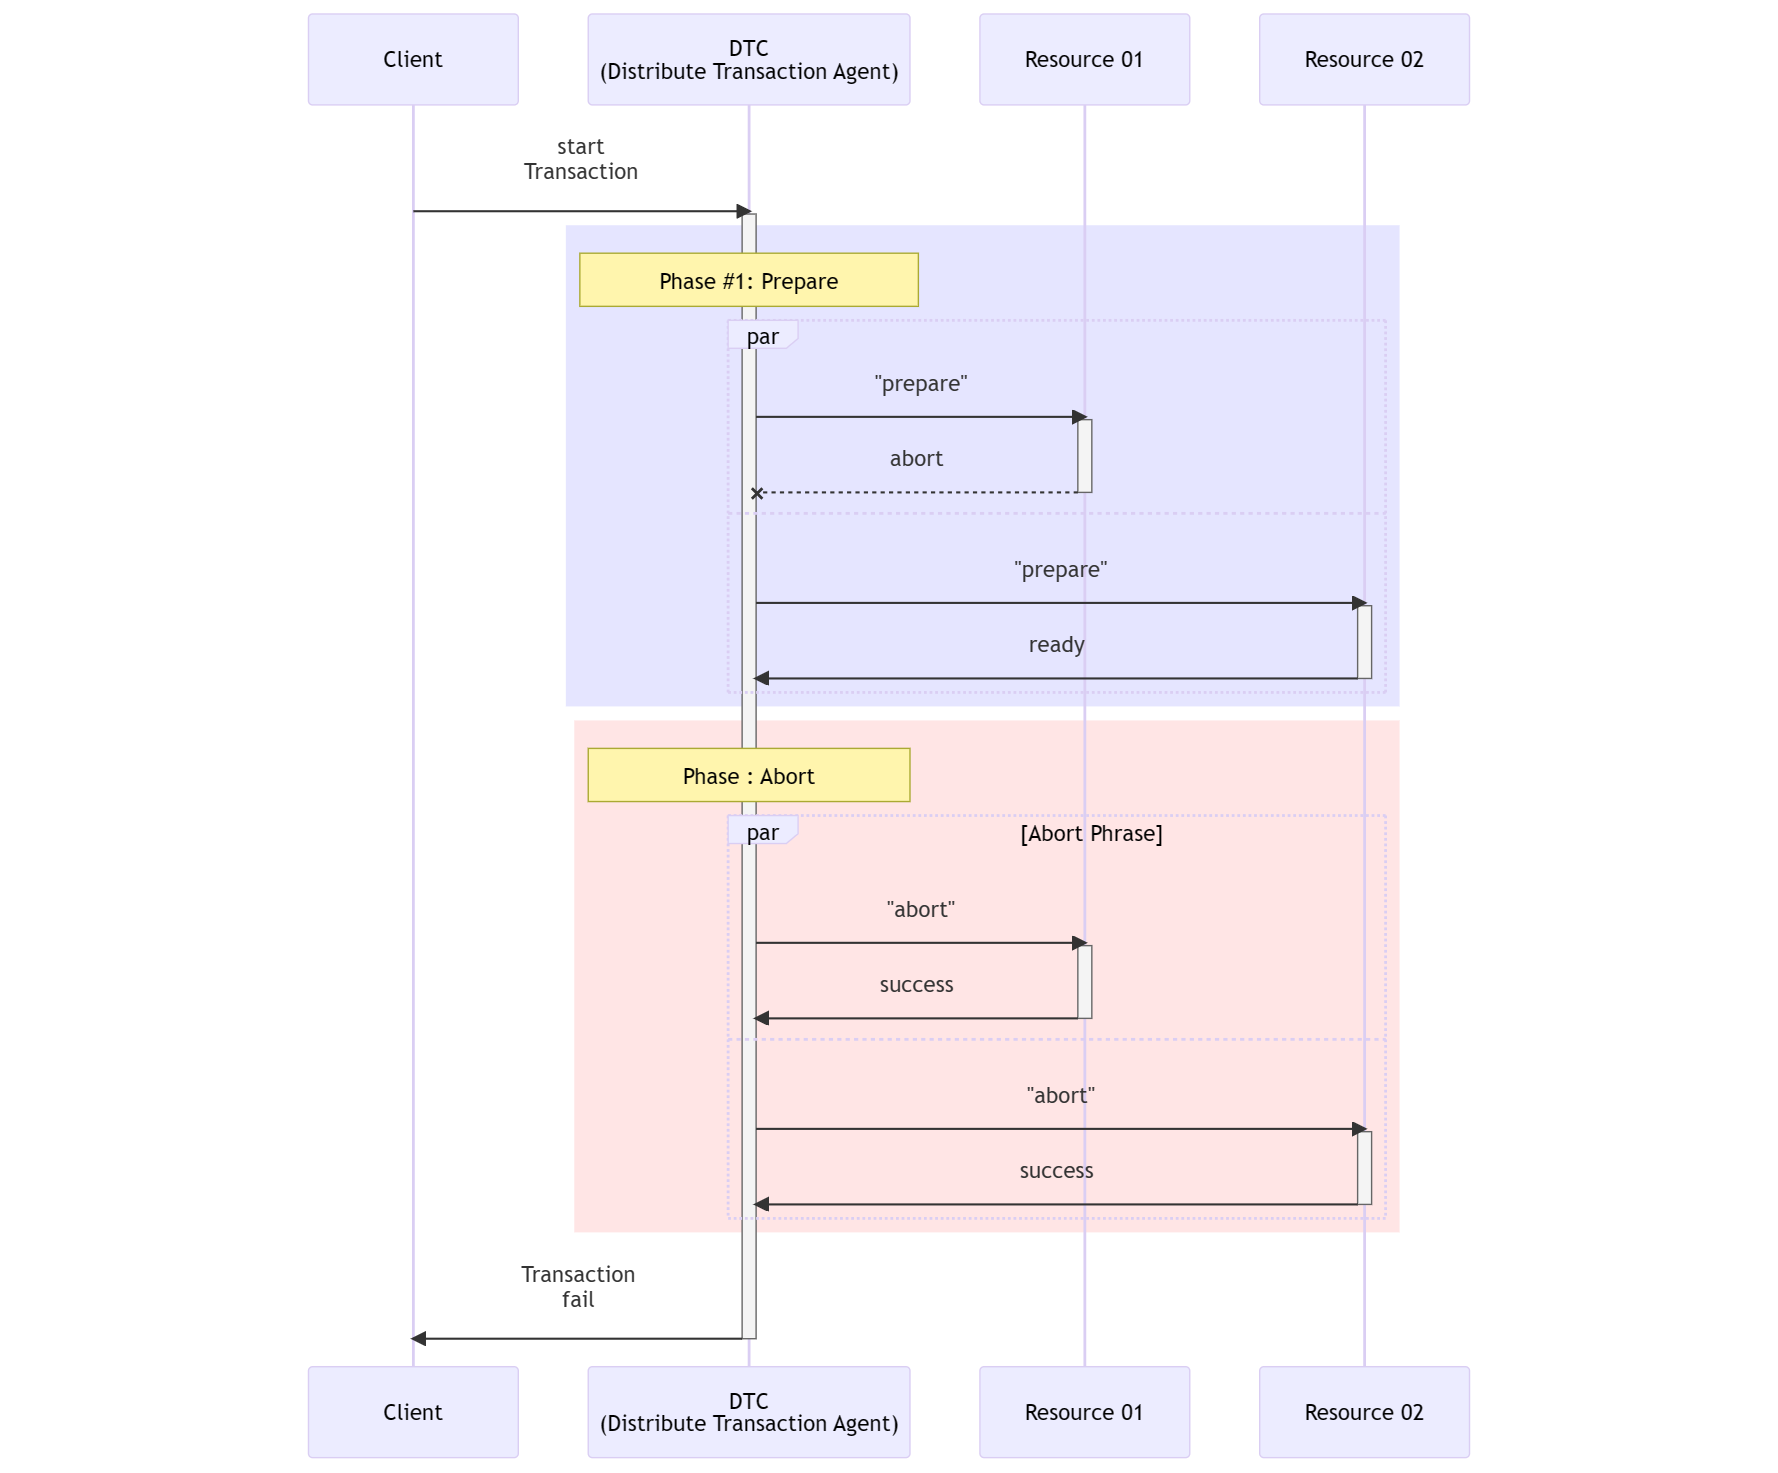 Client
DTC
(Distribute Transaction Agent)
Resource 01
Resource 02
start
Transaction
Phase #1: Prepare
par
"prepare"
abort
"prepare"
ready
Phase : Abort
par
[Abort Phrase]
"abort"
success
"abort"
success
Transaction
fail
Client
DTC
(Distribute Transaction Agent)
Resource 01
Resource 02